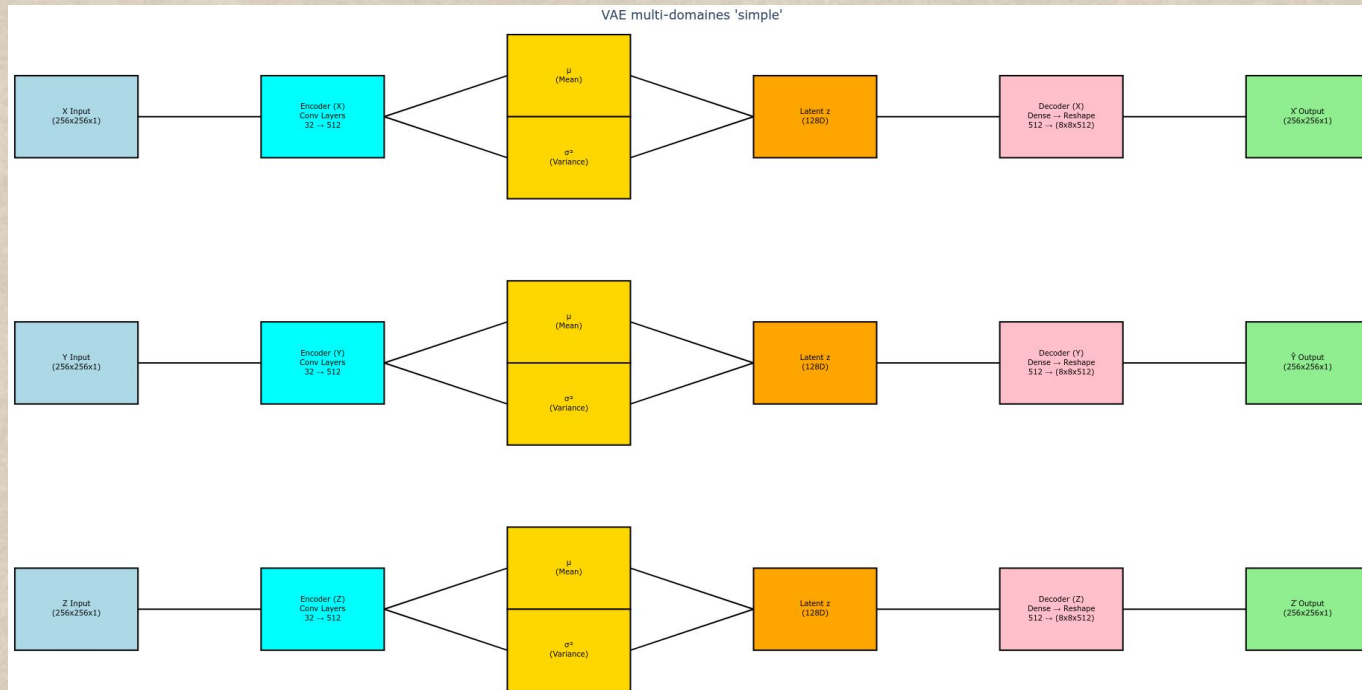 VAE multi-domaines 'simple'
X Input
(256x256x1)
Encoder (X)
Conv Layers
32 → 512
μ
(Mean)
σ²
(Variance)
Latent z
(128D)
Decoder (X)
Dense → Reshape
512 → (8x8x512)
X̂ Output
(256x256x1)
Y Input
(256x256x1)
Encoder (Y)
Conv Layers
32 → 512
μ
(Mean)
σ²
(Variance)
Latent z
(128D)
Decoder (Y)
Dense → Reshape
512 → (8x8x512)
Ŷ Output
(256x256x1)
Z Input
(256x256x1)
Encoder (Z)
Conv Layers
32 → 512
μ
(Mean)
σ²
(Variance)
Latent z
(128D)
Decoder (Z)
Dense → Reshape
512 → (8x8x512)
Ẑ Output
(256x256x1)